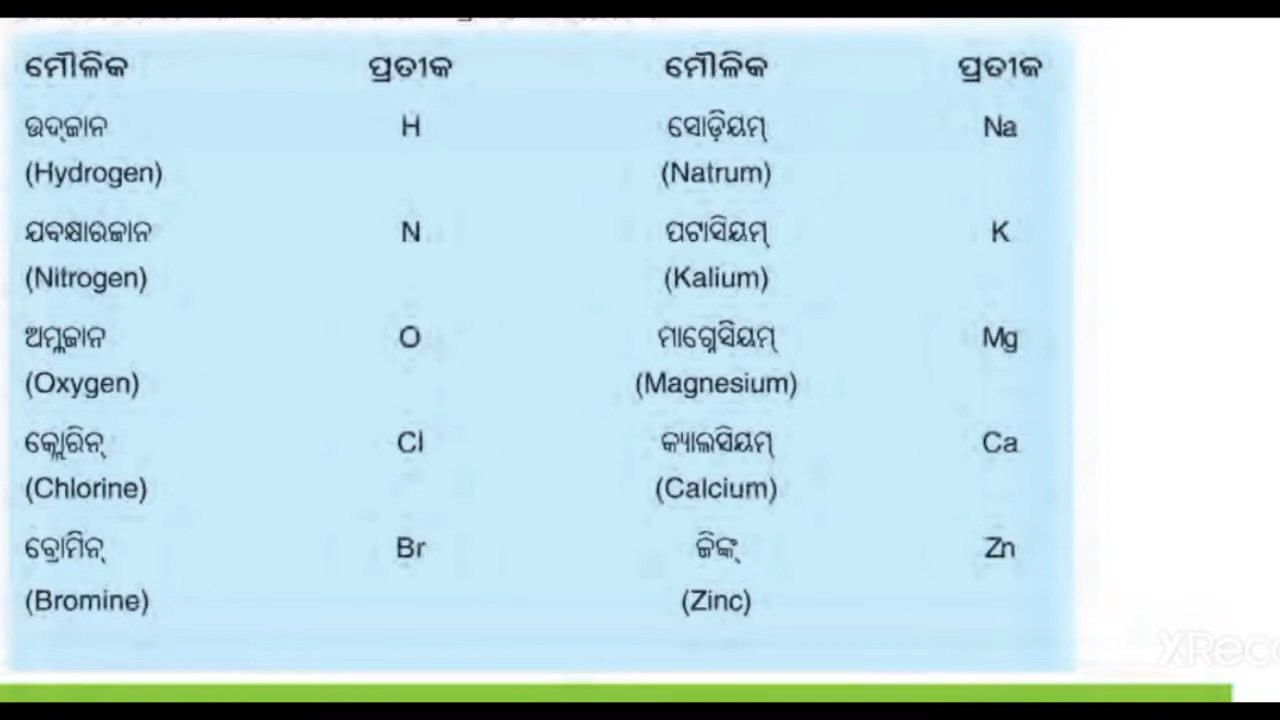 ମୌଳିକ ପ୍ରତୀକ ମୌଳିକ ପ୍ରତୀକ
ଉଦ୍‌ଜାନ H ସୋଡ଼ିୟମ୍ Na
(Hydrogen) (Natrum)
ଯବକ୍ଷାରଜାନ N ପଟାସିୟମ୍ K
(Nitrogen) (Kalium)
ଅମ୍ଳଜାନ O ମାଗ୍ନେସିୟମ୍ Mg
(Oxygen) (Magnesium)
କ୍ଲୋରିନ୍ Cl କ୍ୟାଲସିୟମ୍ Ca
(Chlorine) (Calcium)
ବ୍ରୋମିନ୍ Br ଜିଙ୍କ୍ Zn
(Bromine) (Zinc)